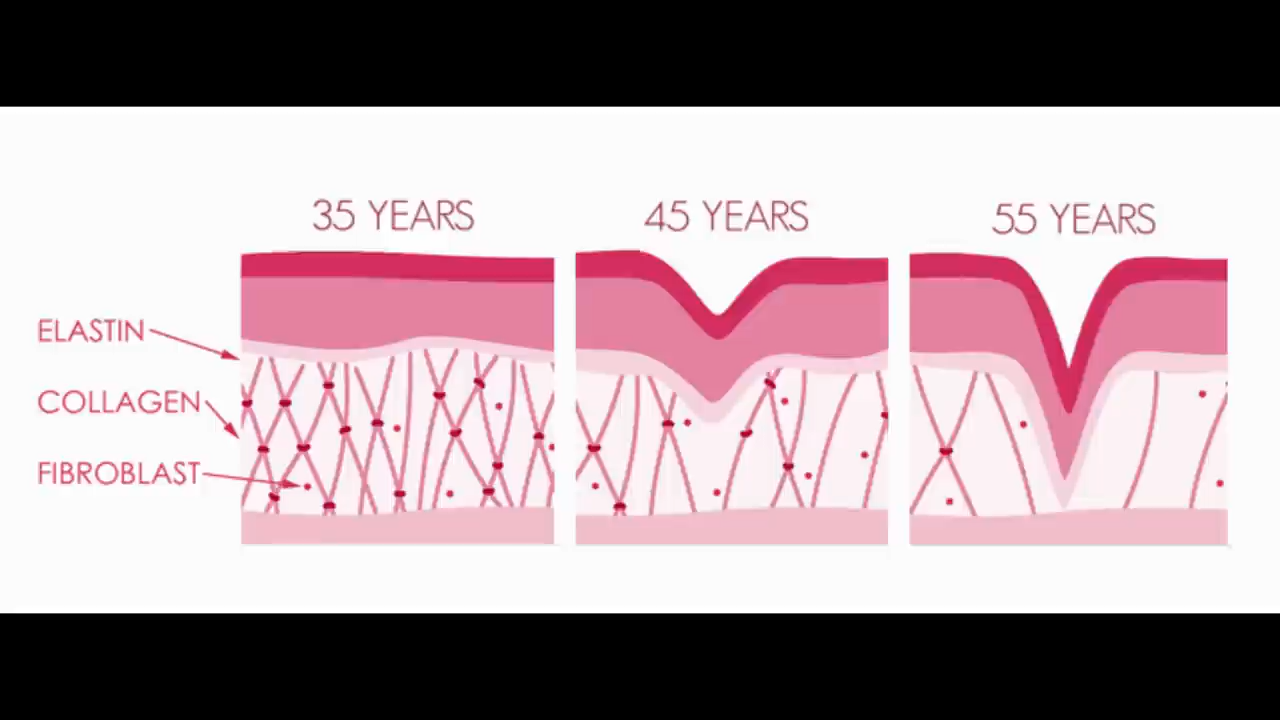 35 YEARS
45 YEARS
55 YEARS
ELASTIN
COLLAGEN
FIBROBLAST